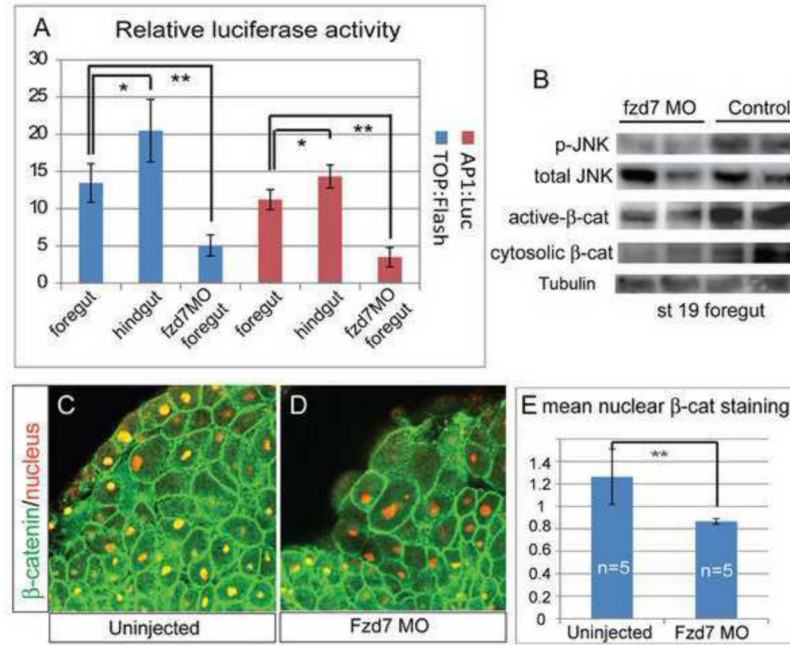 A
Relative luciferase activity
30
25
20
15
10
5
0
*
**
*
**
foregut
hindgut
fzd7MO
foregut
foregut
hindgut
fzd7MO
foregut
TOP:Flash
AP1:Luc
B
fzd7 MO Control
p-JNK
total JNK
active-β-cat
cytosolic β-cat
Tubulin
st 19 foregut
β-catenin/nucleus
C
Uninjected
D
Fzd7 MO
E mean nuclear β-cat staining
1.4
1.2
1
0.8
0.6
0.4
0.2
0
**
n=5
n=5
Uninjected
Fzd7 MO